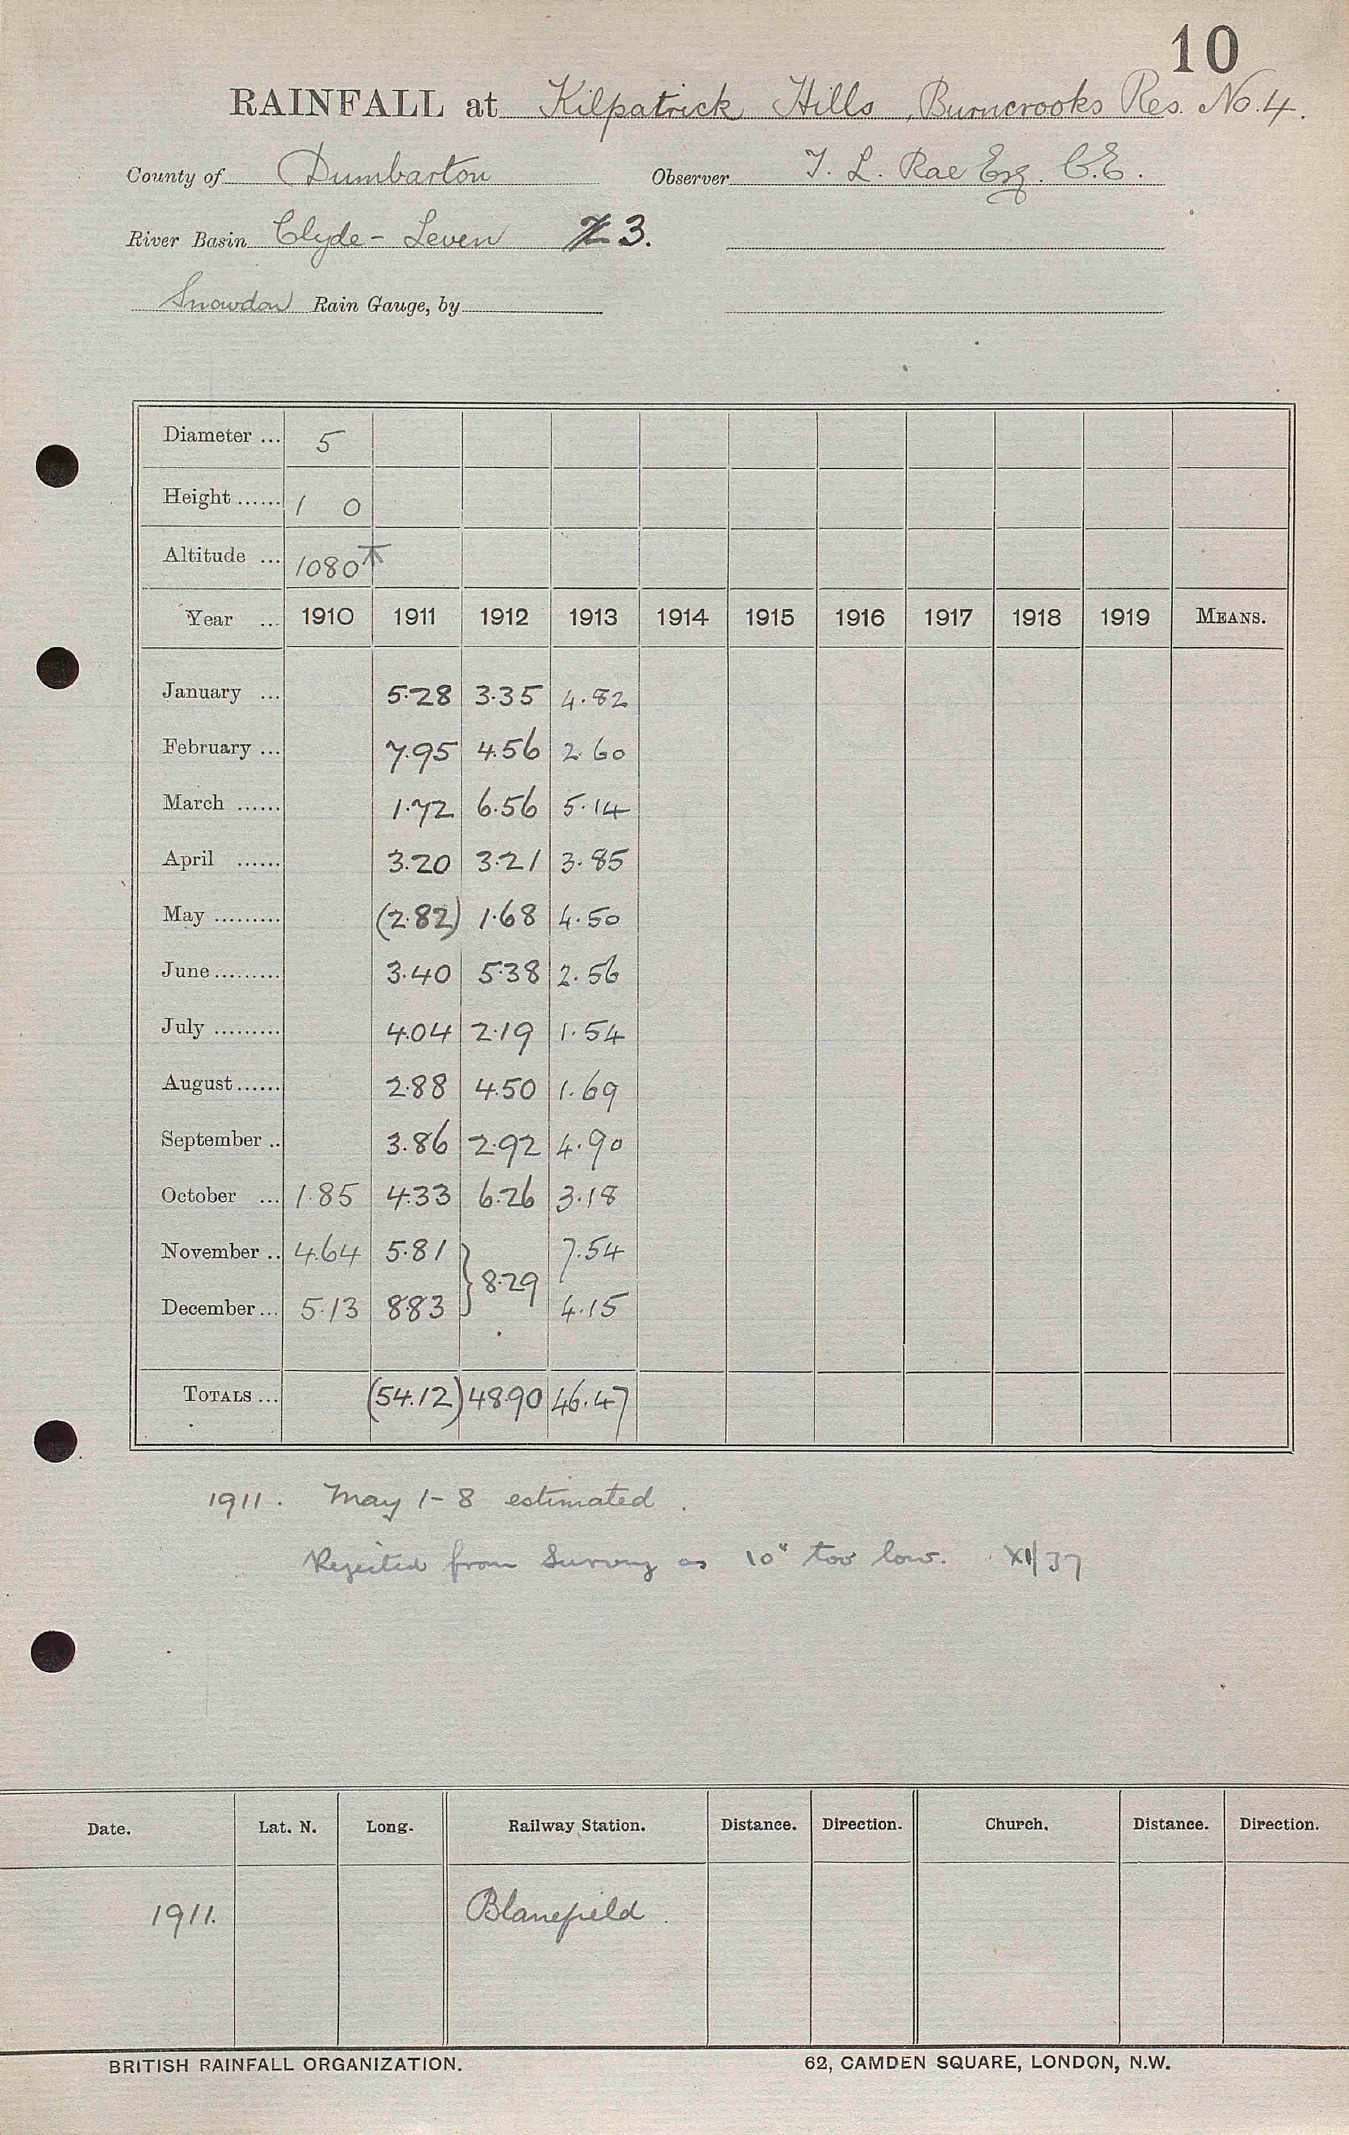 10
RAINFALL at Kilpatrick Hills, Burncrooks Res. No. 4.
County of Dumbarton Observer T. L. Rae Esq. C.E.
River Basin Clyde - Leven 3.
Snowdon Rain Gauge, by
Diameter ... 5
Height ...... 1 0
Altitude ... 1080
Year ... 1910 1911 1912 1913 1914 1915 1916 1917 1918 1919 MEANS.
January ... 5.28 3.35 4.82
February ... 7.95 4.56 2.60
March ...... 1.72 6.56 5.14
April ...... 3.20 3.21 3.85
May ......... (2.82) 1.68 4.50
June ......... 3.40 5.38 2.56
July ......... 4.04 2.19 1.54
August ...... 2.88 4.50 1.69
September .. 3.86 2.92 4.90
October ... 1.85 4.33 6.26 3.18
November .. 4.64 5.81 } 8.29 7.54
December ... 5.13 8.83 4.15
TOTALS ... (54.12) 48.90 46.47
1911. May 1-8 estimated.
Rejected from Survey as 10" too low. XI/37
Date. Lat. N. Long. Railway Station. Distance. Direction. Church. Distance. Direction.
1911. Blanefield.
BRITISH RAINFALL ORGANIZATION. 62, CAMDEN SQUARE, LONDON, N.W.